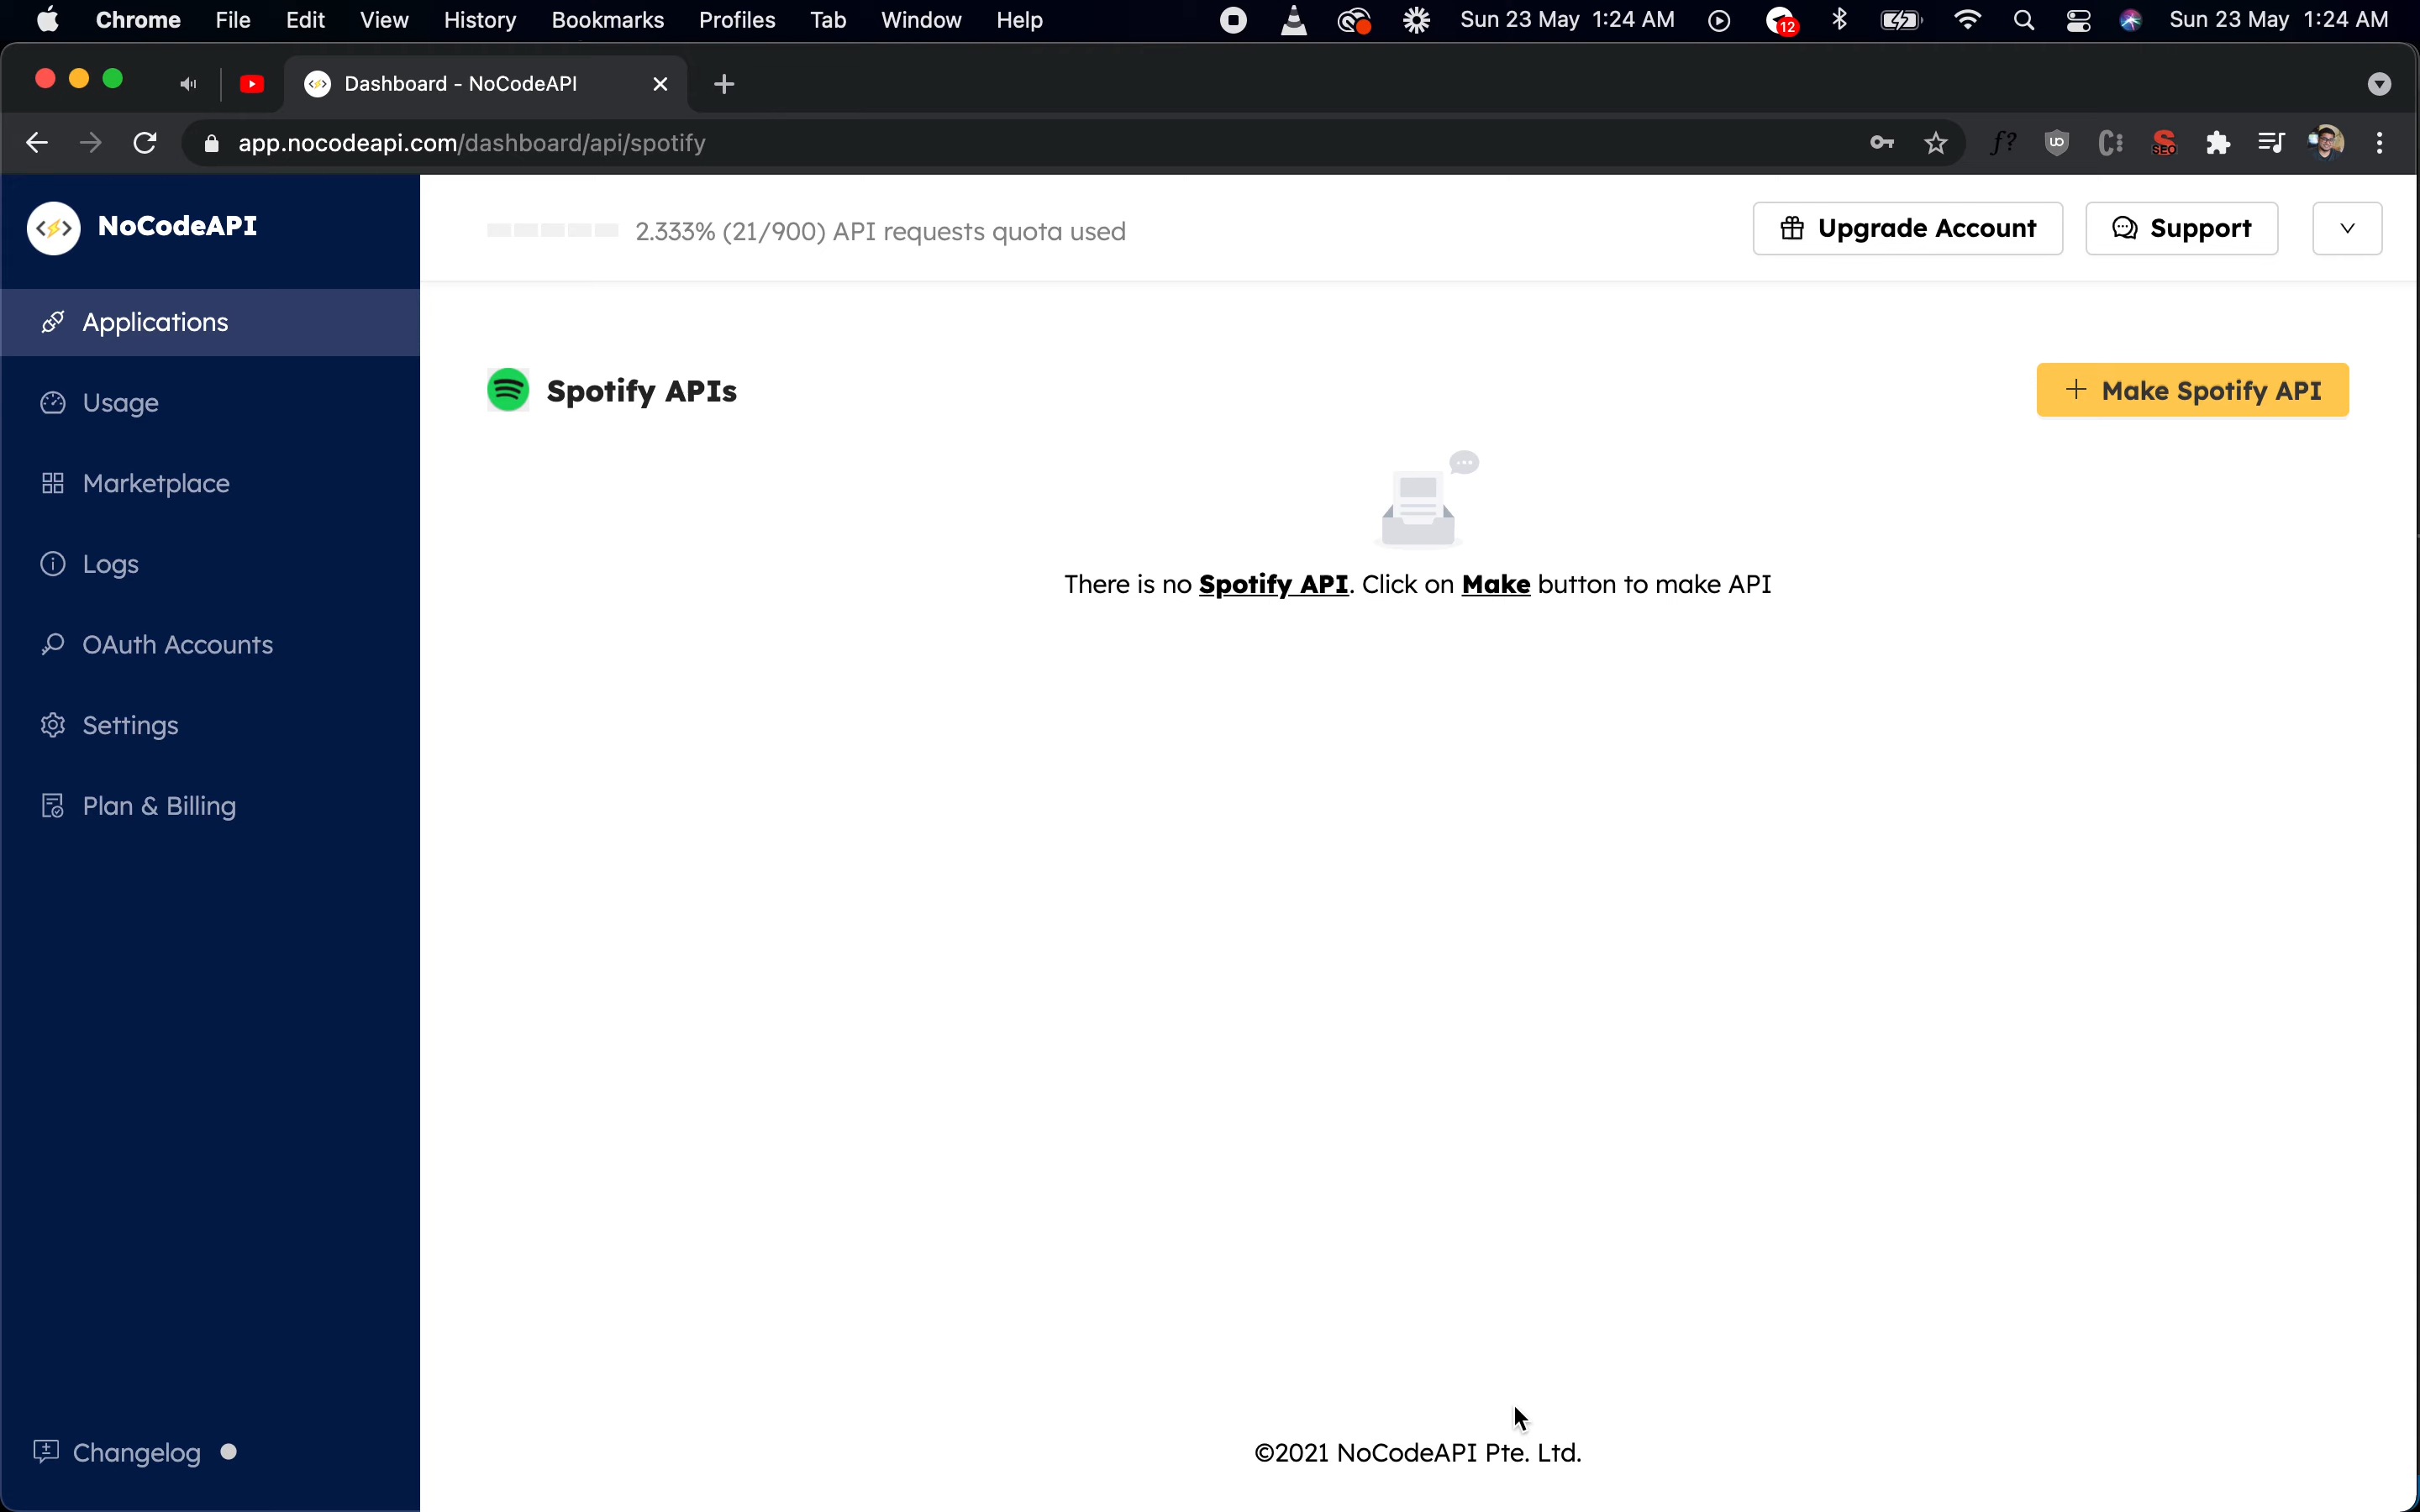 Chrome File Edit View History Bookmarks Profiles Tab Window Help 12 Sun 23 May 1:24 AM Sun 23 May 1:24 AM
Dashboard - NoCodeAPI
app.nocodeapi.com/dashboard/api/spotify f? UD C SEO
NoCodeAPI
2.333% (21/900) API requests quota used
Upgrade Account
Support
Applications
Usage
Marketplace
Logs
OAuth Accounts
Settings
Plan & Billing
Changelog
Spotify APIs
Make Spotify API
There is no Spotify API. Click on Make button to make API
©2021 NoCodeAPI Pte. Ltd.